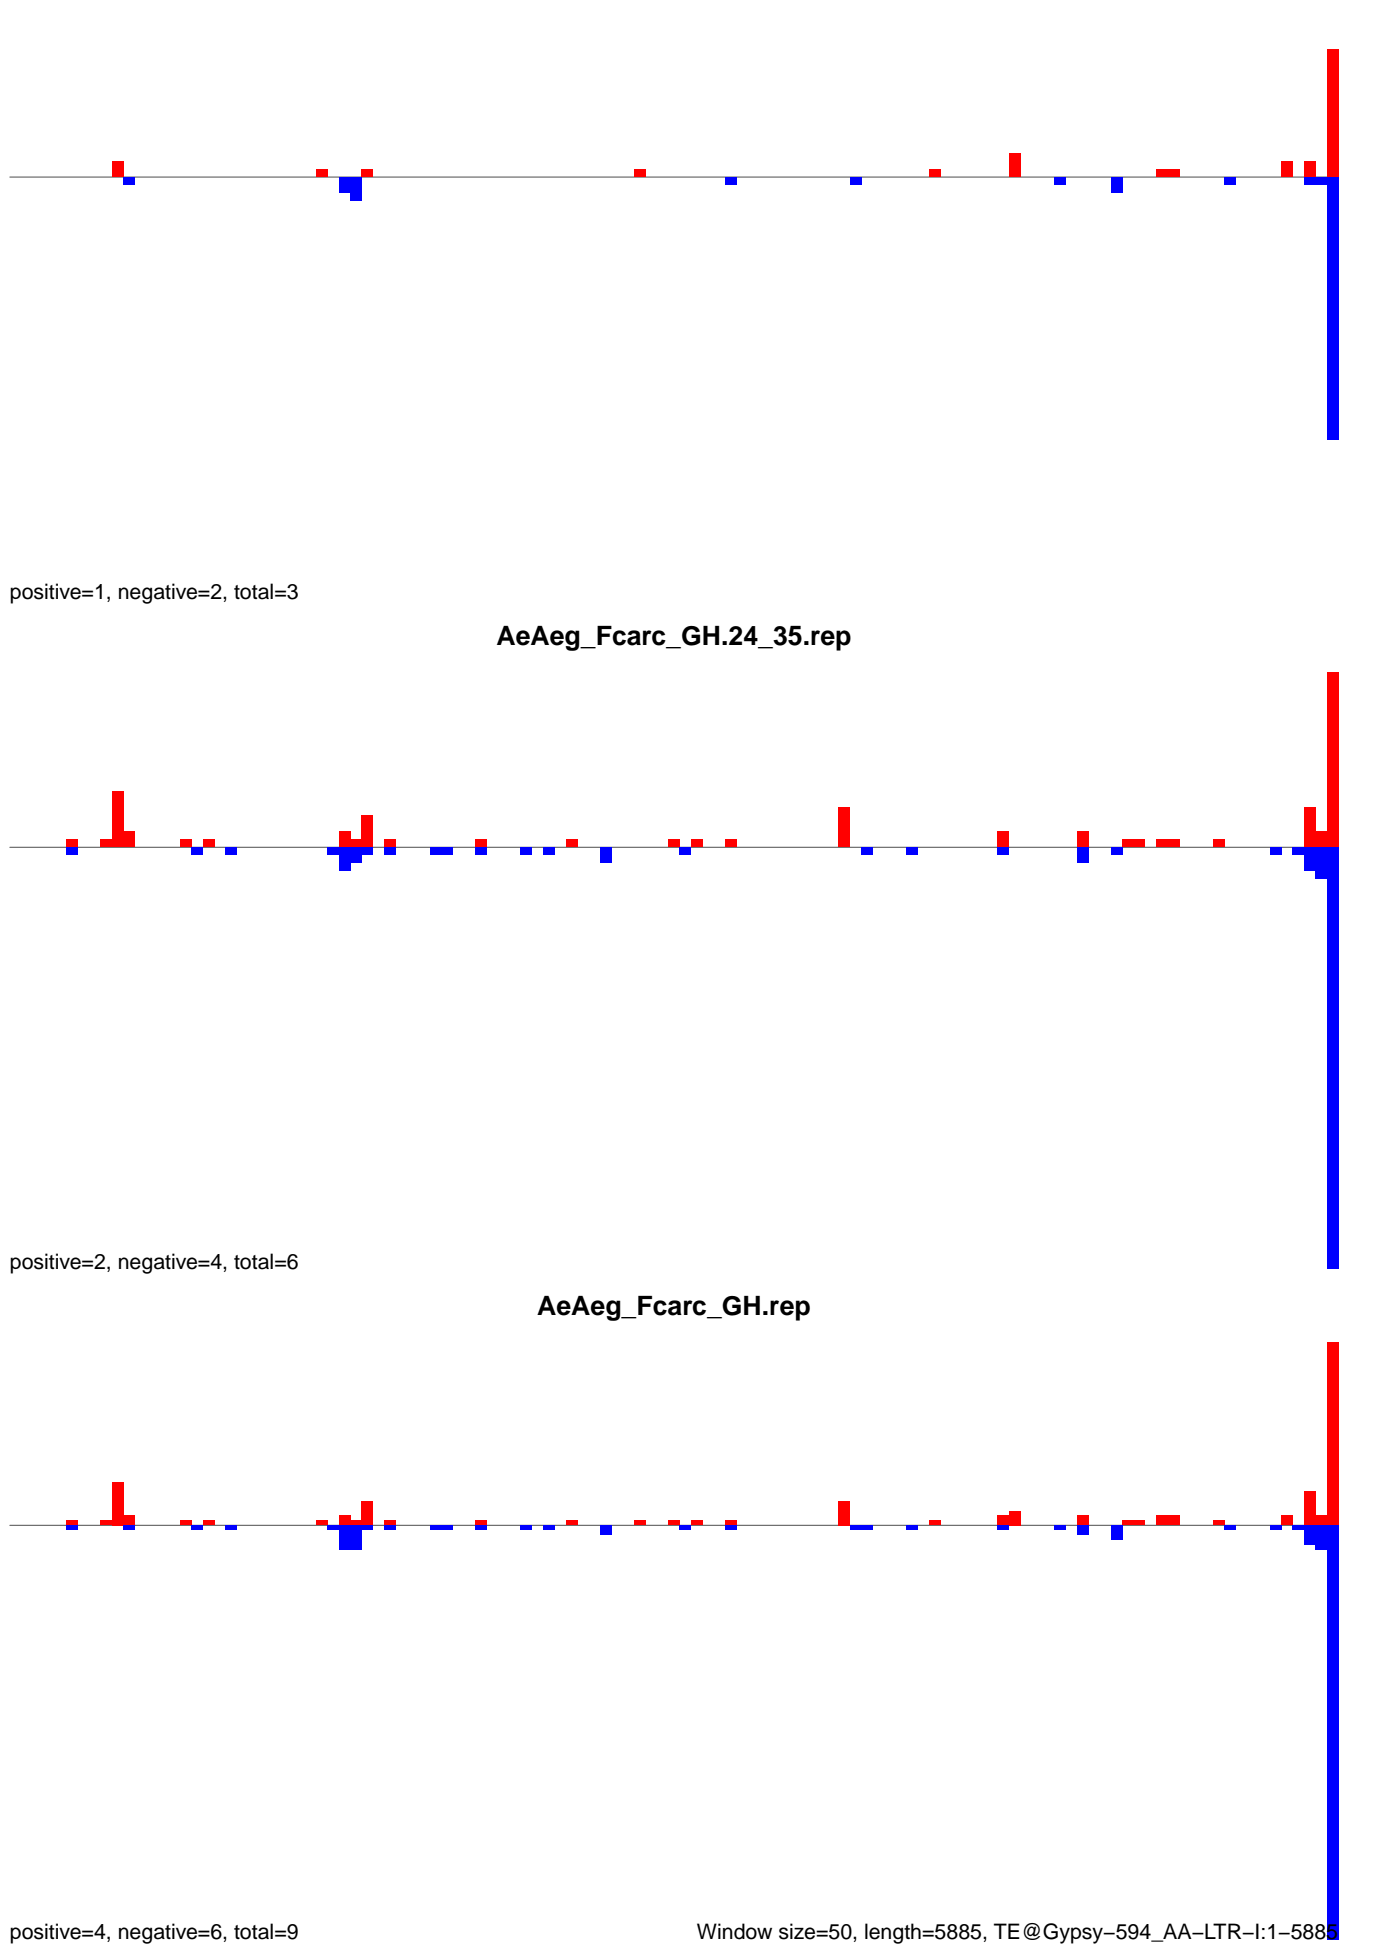 positive=1, negative=2, total=3
AeAeg_Fcarc_GH.24_35.rep
positive=2, negative=4, total=6
AeAeg_Fcarc_GH.rep
positive=4, negative=6, total=9
Window size=50, length=5885, TE@Gypsy−594_AA−LTR−I:1−5885